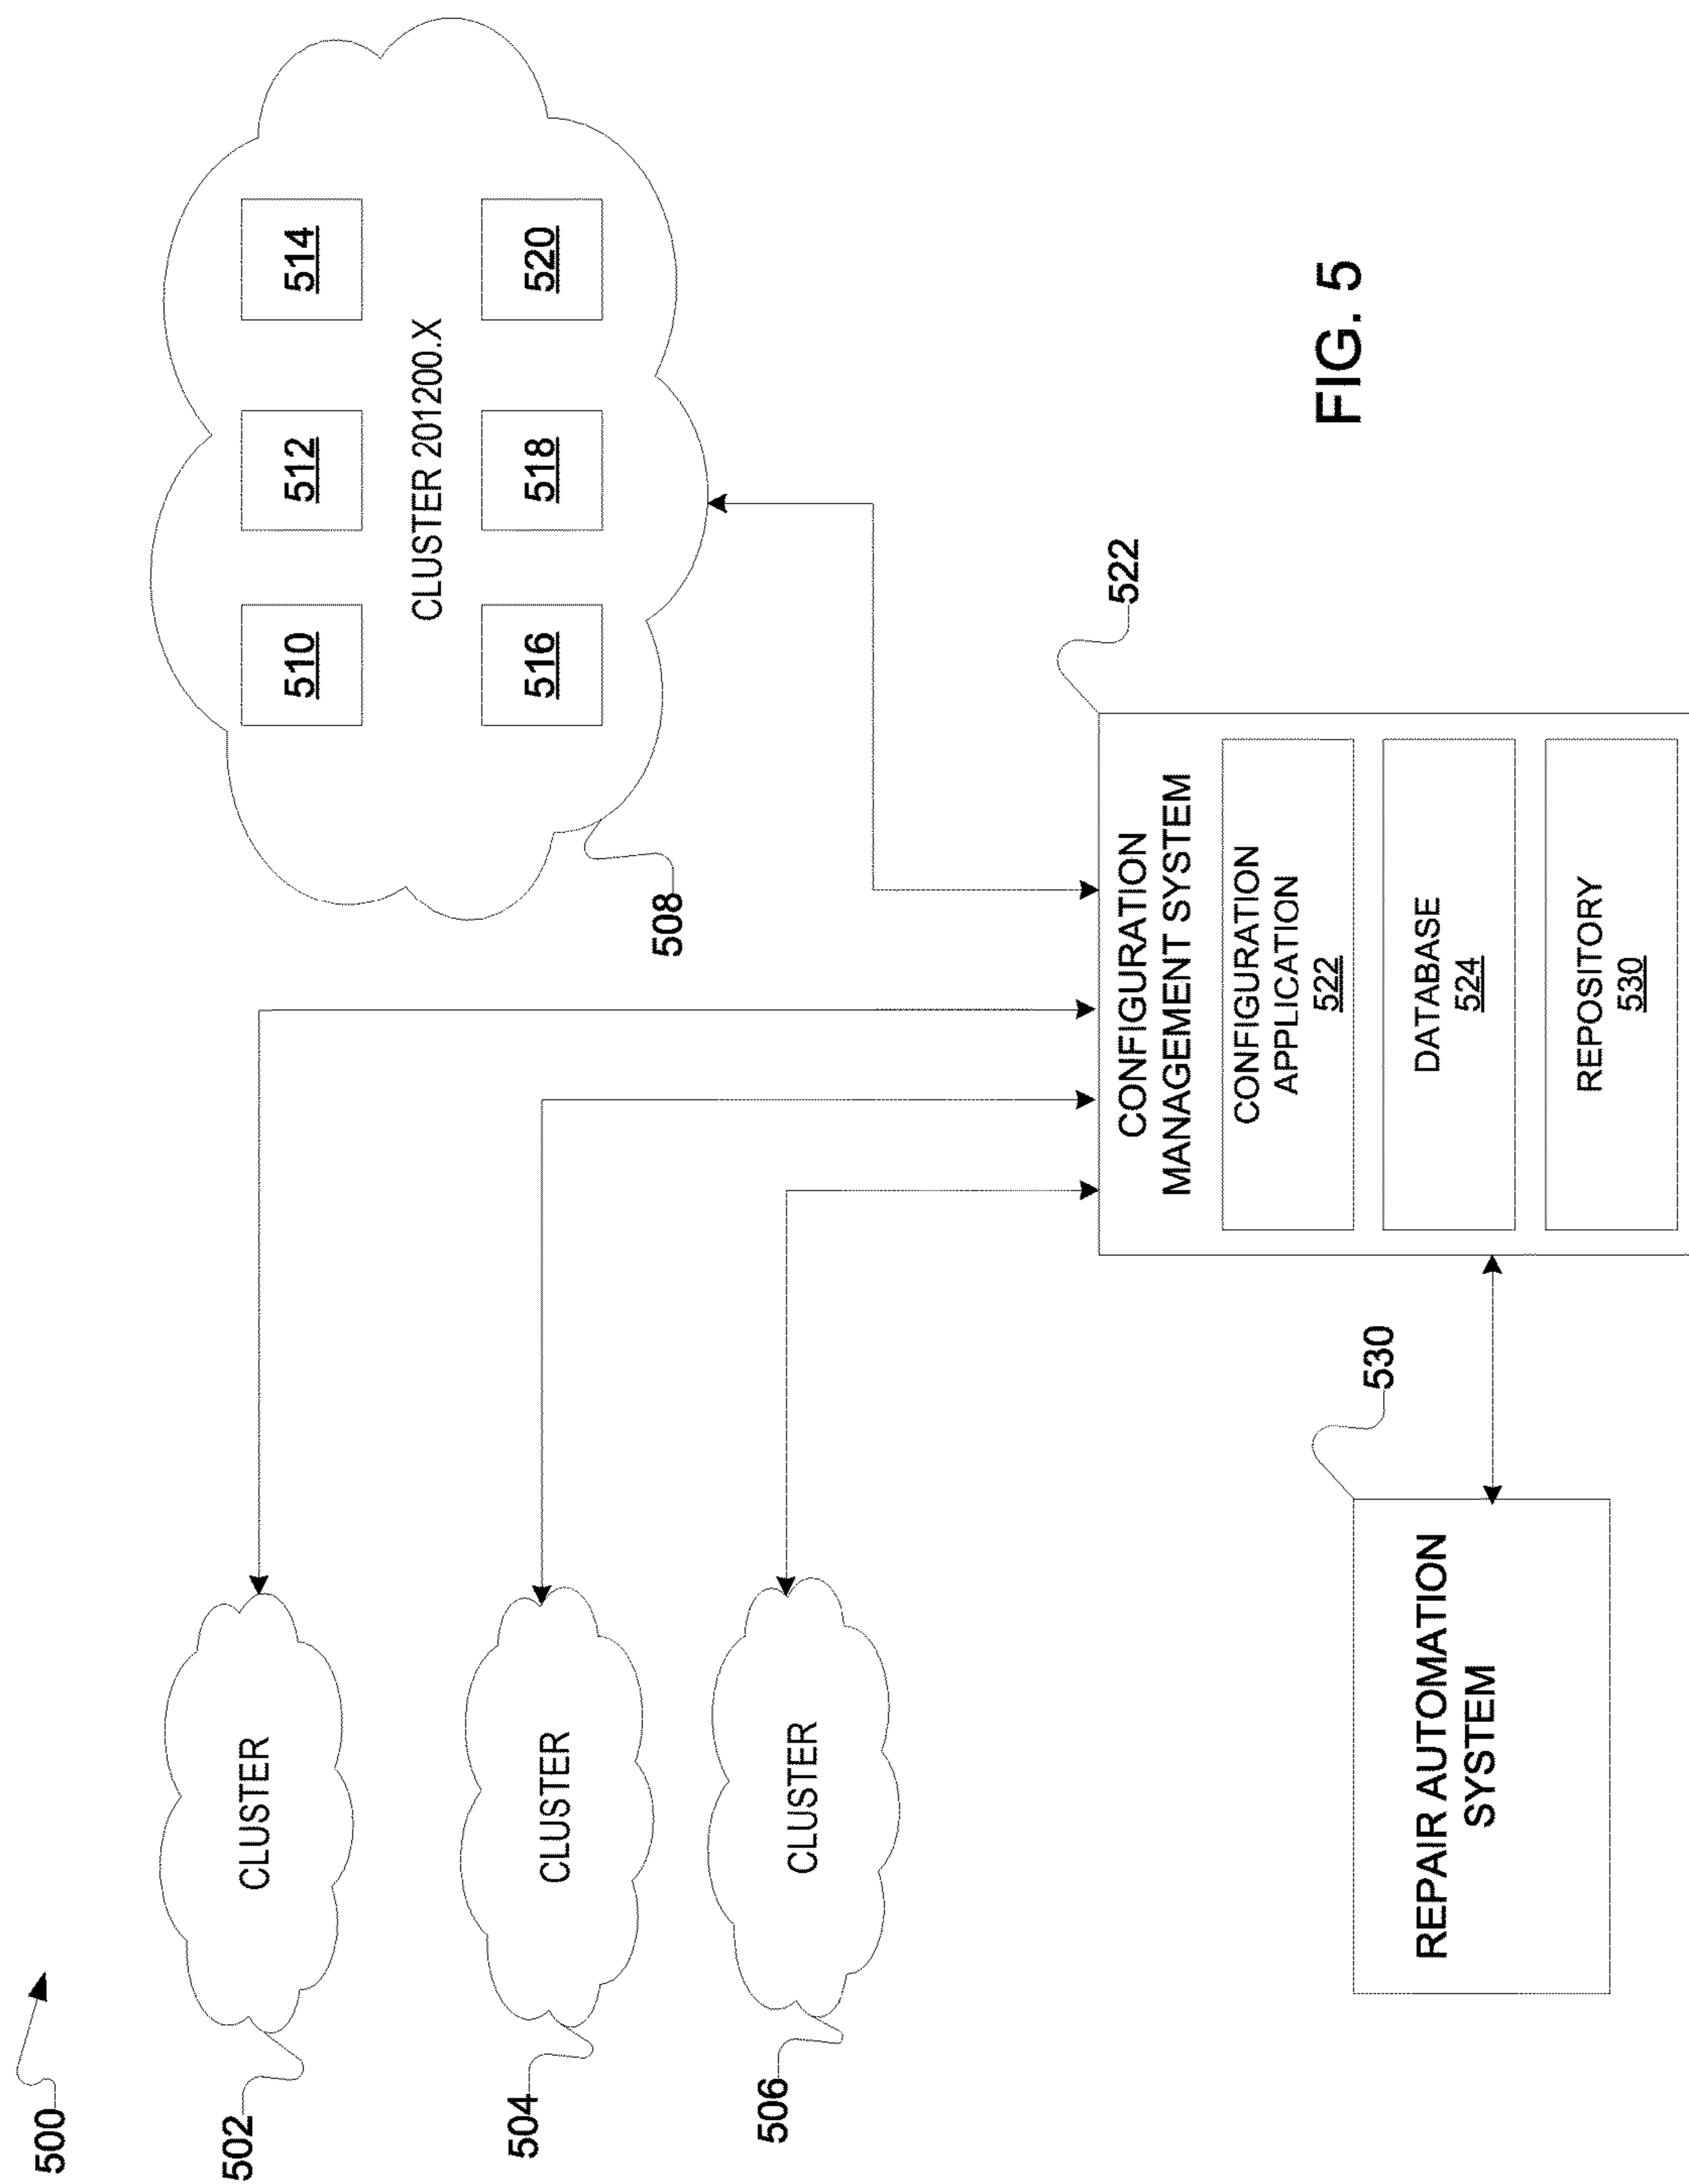 500
502
CLUSTER
504
CLUSTER
506
CLUSTER
508
510
512
514
CLUSTER 201200.X
516
518
520
522
CONFIGURATION
MANAGEMENT SYSTEM
CONFIGURATION
APPLICATION
522
DATABASE
524
REPOSITORY
530
530
REPAIR AUTOMATION
SYSTEM
FIG. 5